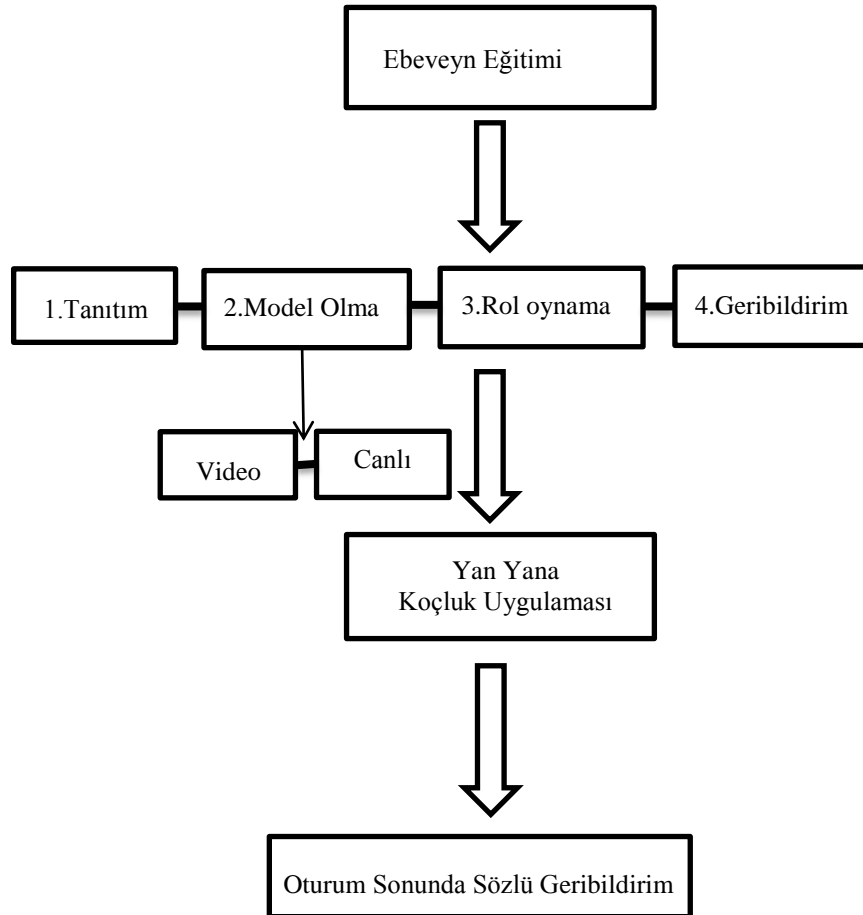 Ebeveyn Eğitimi
1.Tanıtım
2.Model Olma
3.Rol oynama
4.Geribildirim
Video
Canlı
Yan Yana
Koçluk Uygulaması
Oturum Sonunda Sözlü Geribildirim